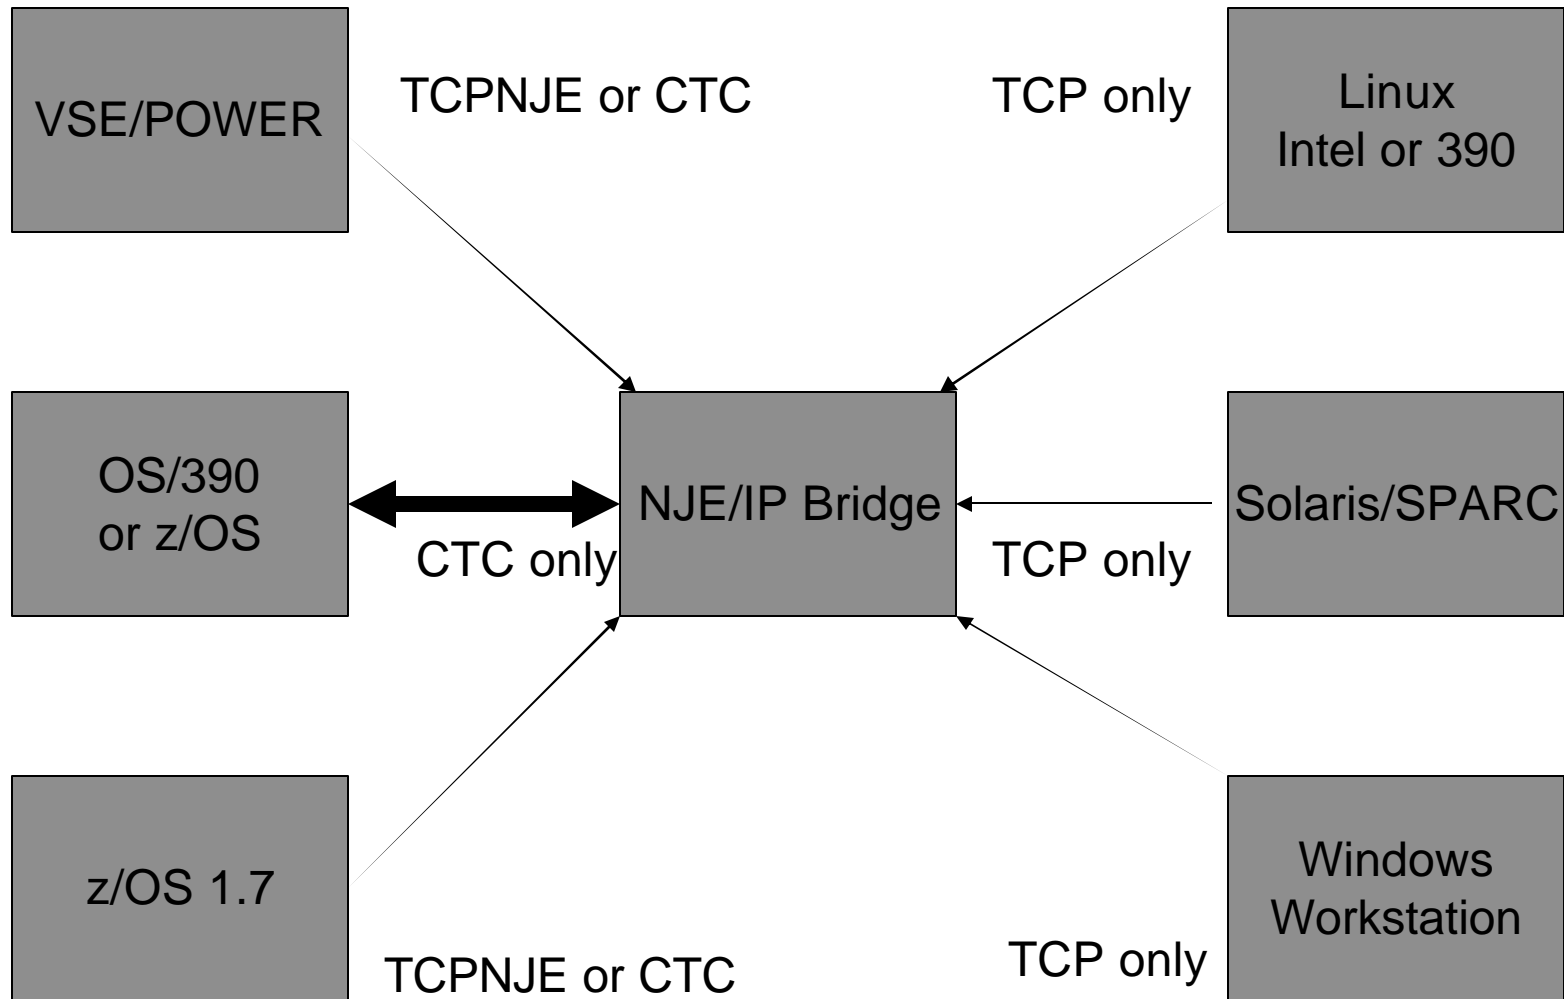 VSE/POWER
TCPNJE or CTC
TCP only
Linux
Intel or 390
OS/390
or z/OS
CTC only
NJE/IP Bridge
TCP only
Solaris/SPARC
z/OS 1.7
TCPNJE or CTC
TCP only
Windows
Workstation